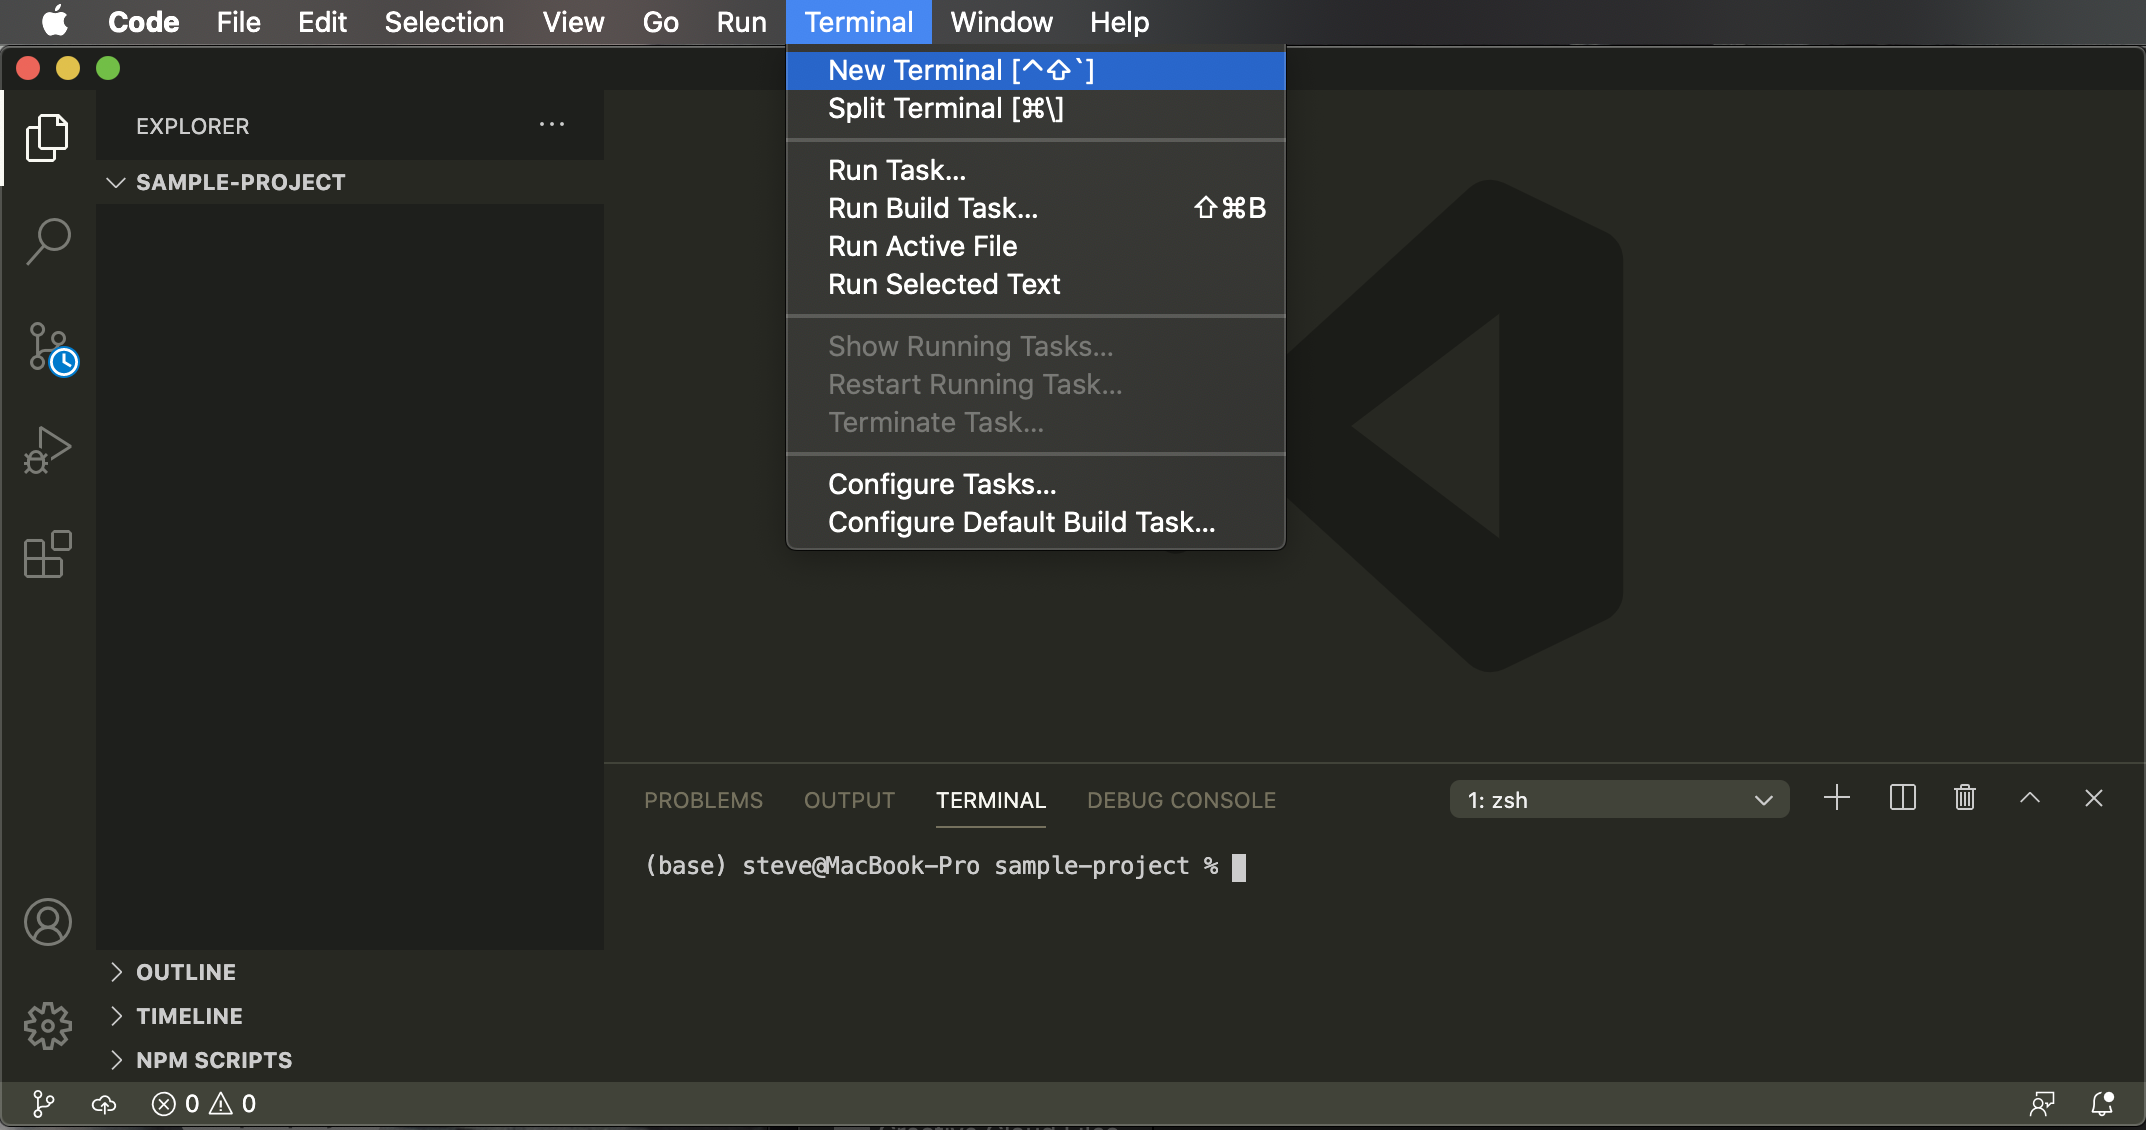 Code File Edit Selection View Go Run Terminal Window Help
New Terminal [^⇧`]
Split Terminal [⌘\]
Run Task...
Run Build Task... ⇧⌘B
Run Active File
Run Selected Text
Show Running Tasks...
Restart Running Task...
Terminate Task...
Configure Tasks...
Configure Default Build Task...
EXPLORER ...
SAMPLE-PROJECT
OUTLINE
TIMELINE
NPM SCRIPTS
PROBLEMS OUTPUT TERMINAL DEBUG CONSOLE 1: zsh
(base) steve@MacBook-Pro sample-project %
0 0